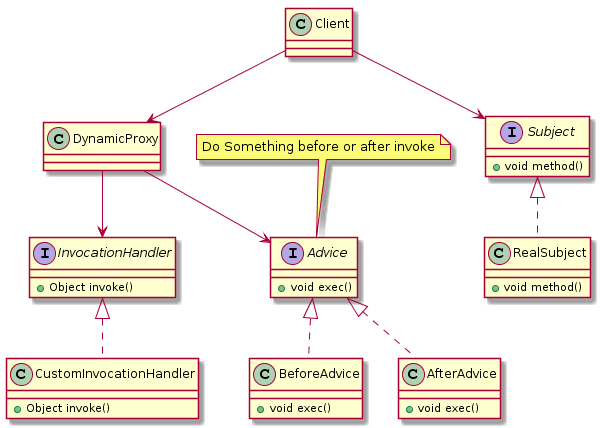 C Client
C DynamicProxy
Do Something before or after invoke
I Subject
void method()
I InvocationHandler
Object invoke()
I Advice
void exec()
C RealSubject
void method()
C CustomInvocationHandler
Object invoke()
C BeforeAdvice
void exec()
C AfterAdvice
void exec()